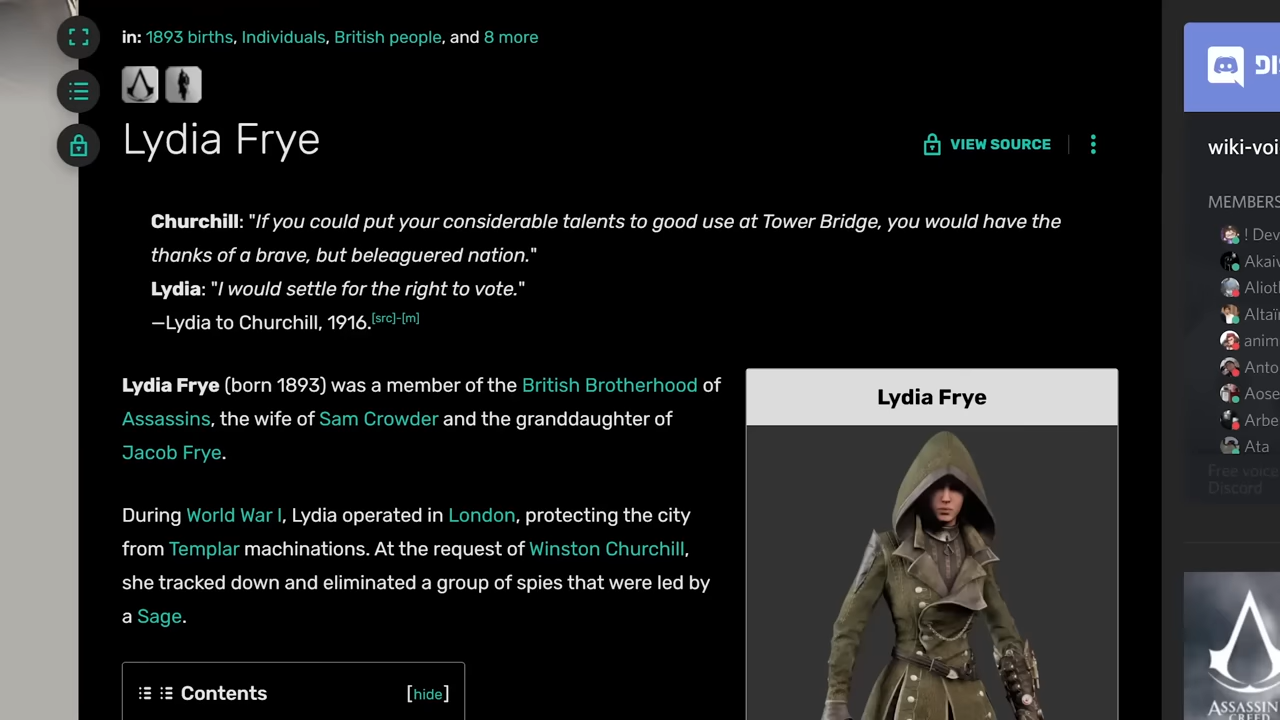 in: 1893 births, Individuals, British people, and 8 more
Lydia Frye
VIEW SOURCE
Churchill: "If you could put your considerable talents to good use at Tower Bridge, you would have the
thanks of a brave, but beleaguered nation."
Lydia: "I would settle for the right to vote."
—Lydia to Churchill, 1916.[src]-[m]
Lydia Frye (born 1893) was a member of the British Brotherhood of
Assassins, the wife of Sam Crowder and the granddaughter of
Jacob Frye.
During World War I, Lydia operated in London, protecting the city
from Templar machinations. At the request of Winston Churchill,
she tracked down and eliminated a group of spies that were led by
a Sage.
Contents [hide]
Lydia Frye
DI
wiki-voi
MEMBERS
! Dev
Akaiv
Aliot
Altaï
anim
Anto
Aose
Arbe
Ata
Free voice
Discord
ASSASSIN
CREED